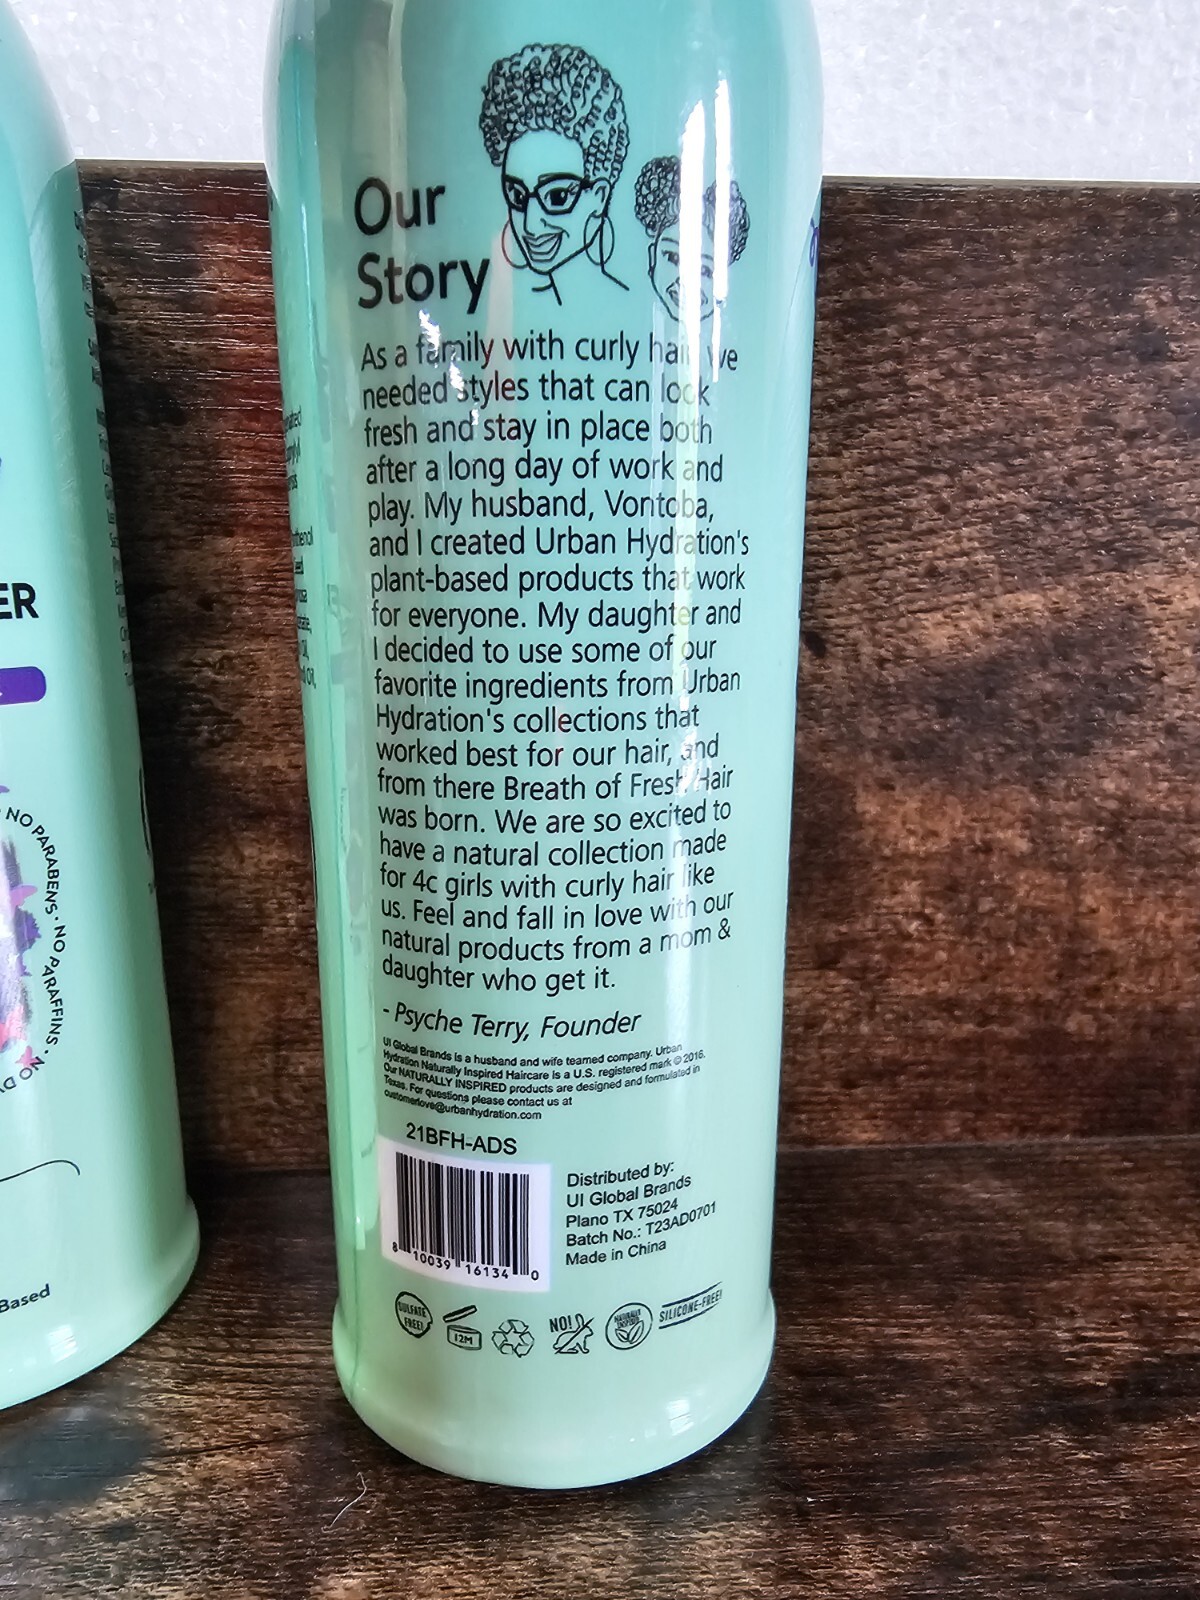 Our
Story
As a family with curly hair we
needed styles that can look
fresh and stay in place both
after a long day of work and
play. My husband, Vontoba,
and I created Urban Hydration's
plant-based products that work
for everyone. My daughter and
I decided to use some of our
favorite ingredients from Urban
Hydration's collections that
worked best for our hair, and
from there Breath of Fresh Hair
was born. We are so excited to
have a natural collection made
for 4c girls with curly hair like
us. Feel and fall in love with our
natural products from a mom &
daughter who get it.
- Psyche Terry, Founder
UI Global Brands is a husband and wife teamed company. Urban
Hydration Naturally Inspired Haircare is a U.S. registered mark © 2016.
Our NATURALLY INSPIRED products are designed and formulated in
Texas. For questions please contact us at
customerlove@urbanhydration.com
21BFH-ADS
8 10039 16134 0
Distributed by:
UI Global Brands
Plano TX 75024
Batch No.: T23AD0701
Made in China
SULFATE
FREE!
12M
NO!
NATURALLY
INSPIRED
SILICONE-FREE!
ER
NO PARABENS · NO PARAFFINS · NO
Based